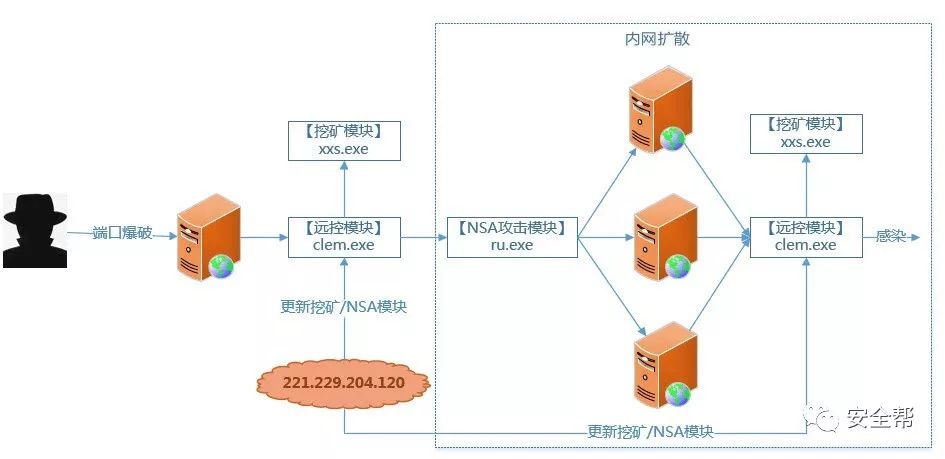 内网扩散
【挖矿模块】
xxs.exe
【挖矿模块】
xxs.exe
端口爆破
【远控模块】
clem.exe
【NSA攻击模块】
ru.exe
【远控模块】
clem.exe
感染
更新挖矿/NSA模块
221.229.204.120
安全帮
更新挖矿/NSA模块